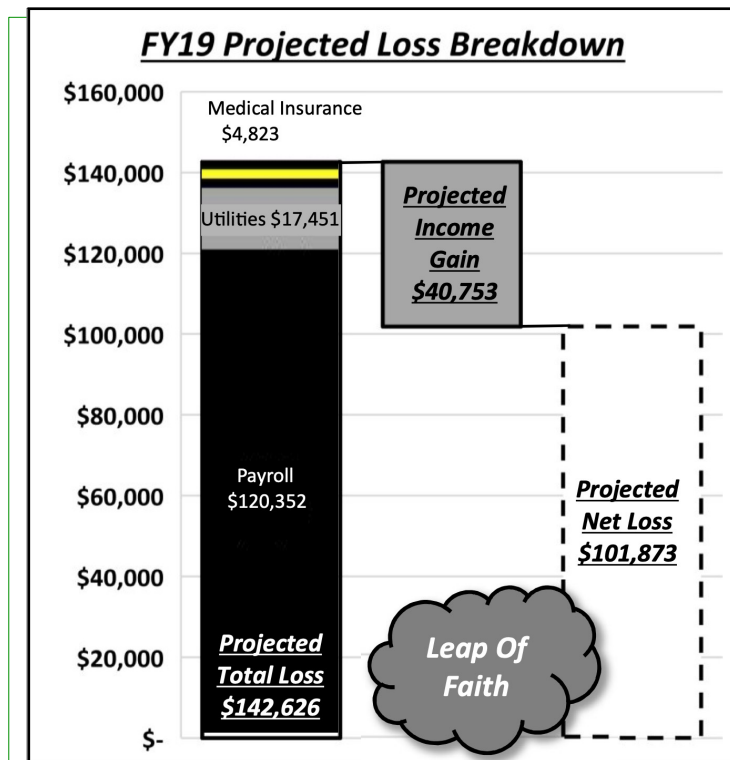 FY19 Projected Loss Breakdown
$160,000
$140,000
$120,000
$100,000
$80,000
$60,000
$40,000
$20,000
$-
Medical Insurance
$4,823
Utilities $17,451
Payroll
$120,352
Projected
Total Loss
$142,626
Projected
Income
Gain
$40,753
Leap Of
Faith
Projected
Net Loss
$101,873